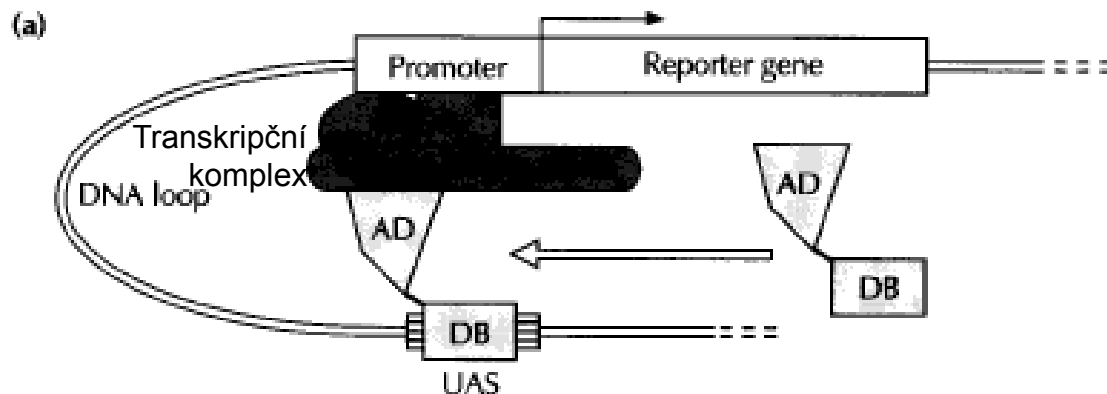 (a)
Promoter
Reporter gene
Transkripční
komplex
DNA loop
AD
AD
DB
DB
UAS